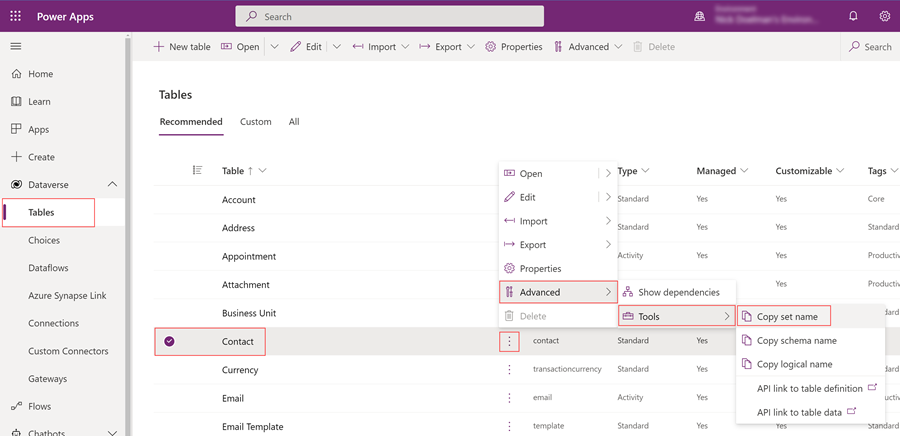 Power Apps
Search
Environment
New table
Open
Edit
Import
Export
Properties
Advanced
Delete
Search
Home
Learn
Apps
Create
Dataverse
Tables
Choices
Dataflows
Azure Synapse Link
Connections
Custom Connectors
Gateways
Flows
Chatbots
Tables
Recommended
Custom
All
Table ↑
Type
Managed
Customizable
Tags
Account
Standard
Yes
Yes
Core
Address
Standard
Yes
Yes
Standard
Appointment
Activity
Yes
Yes
Productiv
Attachment
Yes
Productiv
Business Unit
Standard
Contact
contact
Standard
Yes
Currency
transactioncurrency
Standard
Yes
Email
email
Activity
Yes
Productiv
Email Template
template
Standard
Yes
Standard
Open
Edit
Import
Export
Properties
Advanced
Delete
Show dependencies
Tools
Copy set name
Copy schema name
Copy logical name
API link to table definition
API link to table data